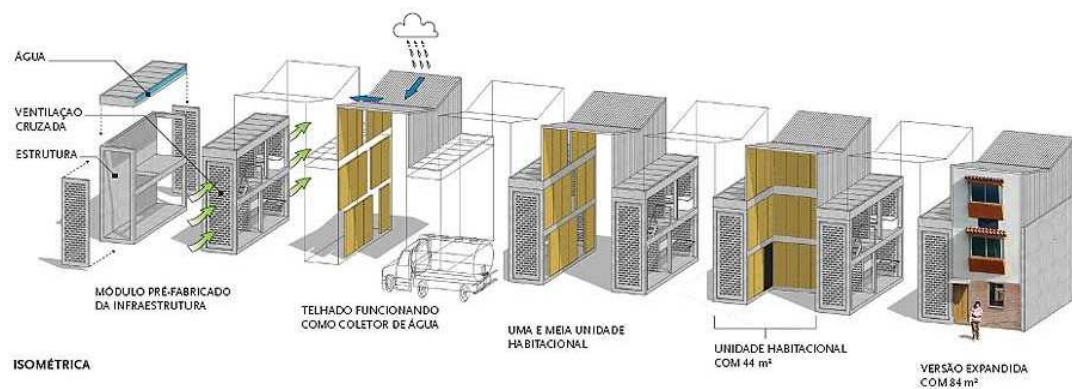 ÁGUA
VENTILAÇAO
CRUZADA
ESTRUTURA
MÓDULO PRÉ-FABRICADO
DA INFRAESTRUTURA
TELHADO FUNCIONANDO
COMO COLETOR DE ÁGUA
UMA E MEIA UNIDADE
HABITACIONAL
UNIDADE HABITACIONAL
COM 44 m²
VERSÃO EXPANDIDA
COM 84 m²
ISOMÉTRICA